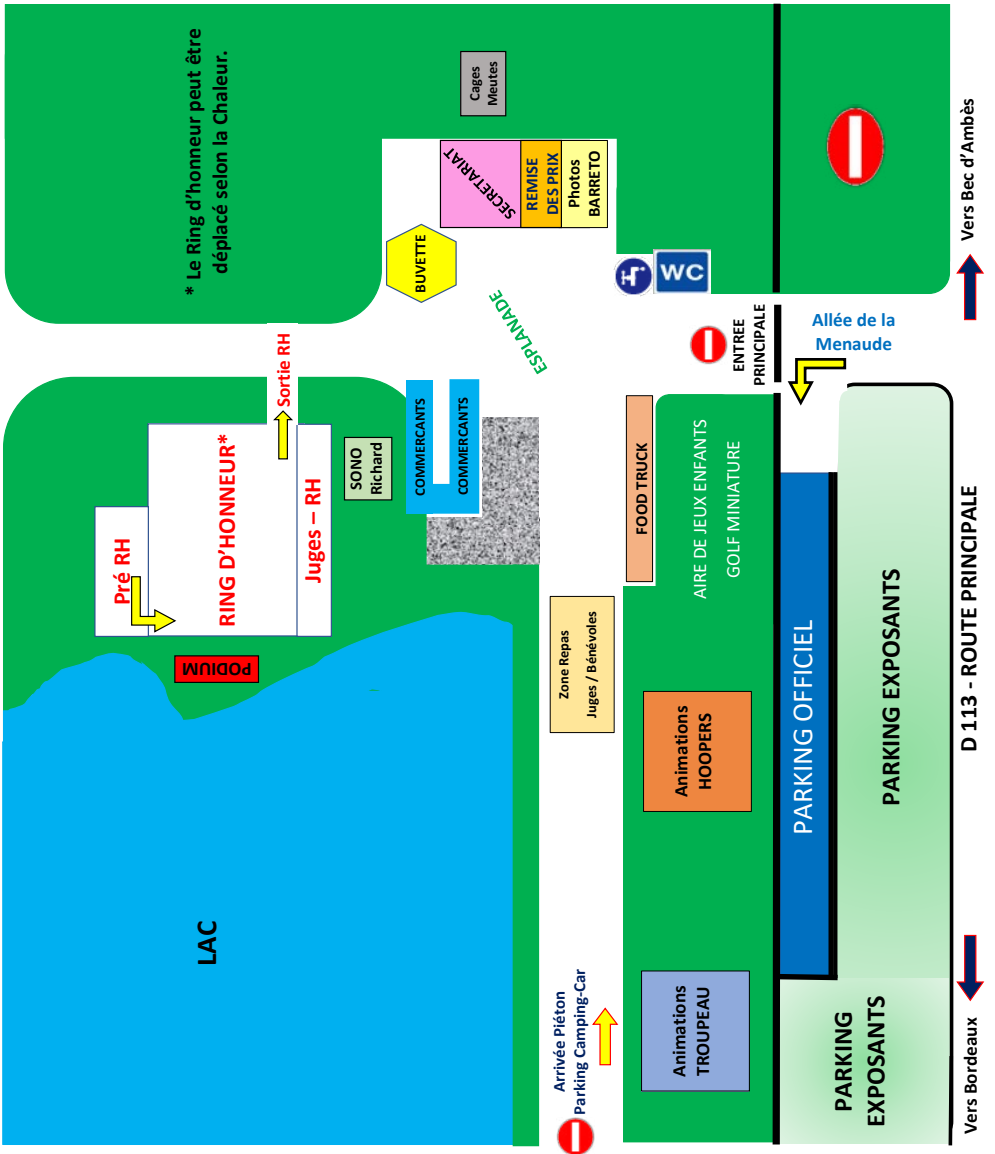 * Le Ring d'honneur peut être
déplacé selon la Chaleur.
Cages
Meutes
SECRETARIAT
REMISE
DES PRIX
Photos
BARRETO
BUVETTE
WC
ESPLANADE
ENTREE
PRINCIPALE
Allée de la
Menaude
Vers Bec d'Ambès
Pré RH
RING D'HONNEUR*
Juges – RH
Sortie RH
PODIUM
SONO
Richard
COMMERCANTS
COMMERCANTS
FOOD TRUCK
AIRE DE JEUX ENFANTS
GOLF MINIATURE
Zone Repas
Juges / Bénévoles
Animations
HOOPERS
Animations
TROUPEAU
LAC
Arrivée Piéton
Parking Camping-Car
PARKING OFFICIEL
PARKING EXPOSANTS
PARKING
EXPOSANTS
D 113 - ROUTE PRINCIPALE
Vers Bordeaux